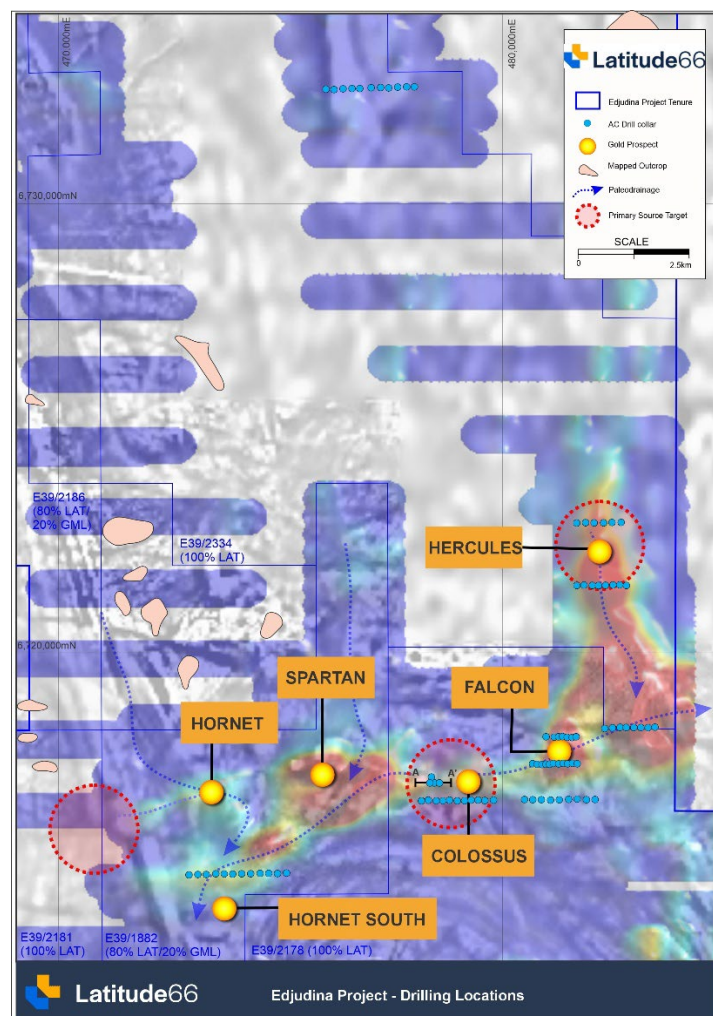 470,000mE
480,000mE
Latitude66
Edjudina Project Tenure
AC Drill collar
Gold Prospect
Mapped Outcrop
Paleodrainage
Primary Source Target
SCALE
0
2.5km
6,730,000mN
E39/2186
(80% LAT/
20% GML)
E39/2334
(100% LAT)
HERCULES
6,720,000mN
SPARTAN
FALCON
HORNET
A
A'
COLOSSUS
HORNET SOUTH
E39/2181
(100% LAT)
E39/1882
(80% LAT/20% GML)
E39/2178 (100% LAT)
Latitude66
Edjudina Project - Drilling Locations